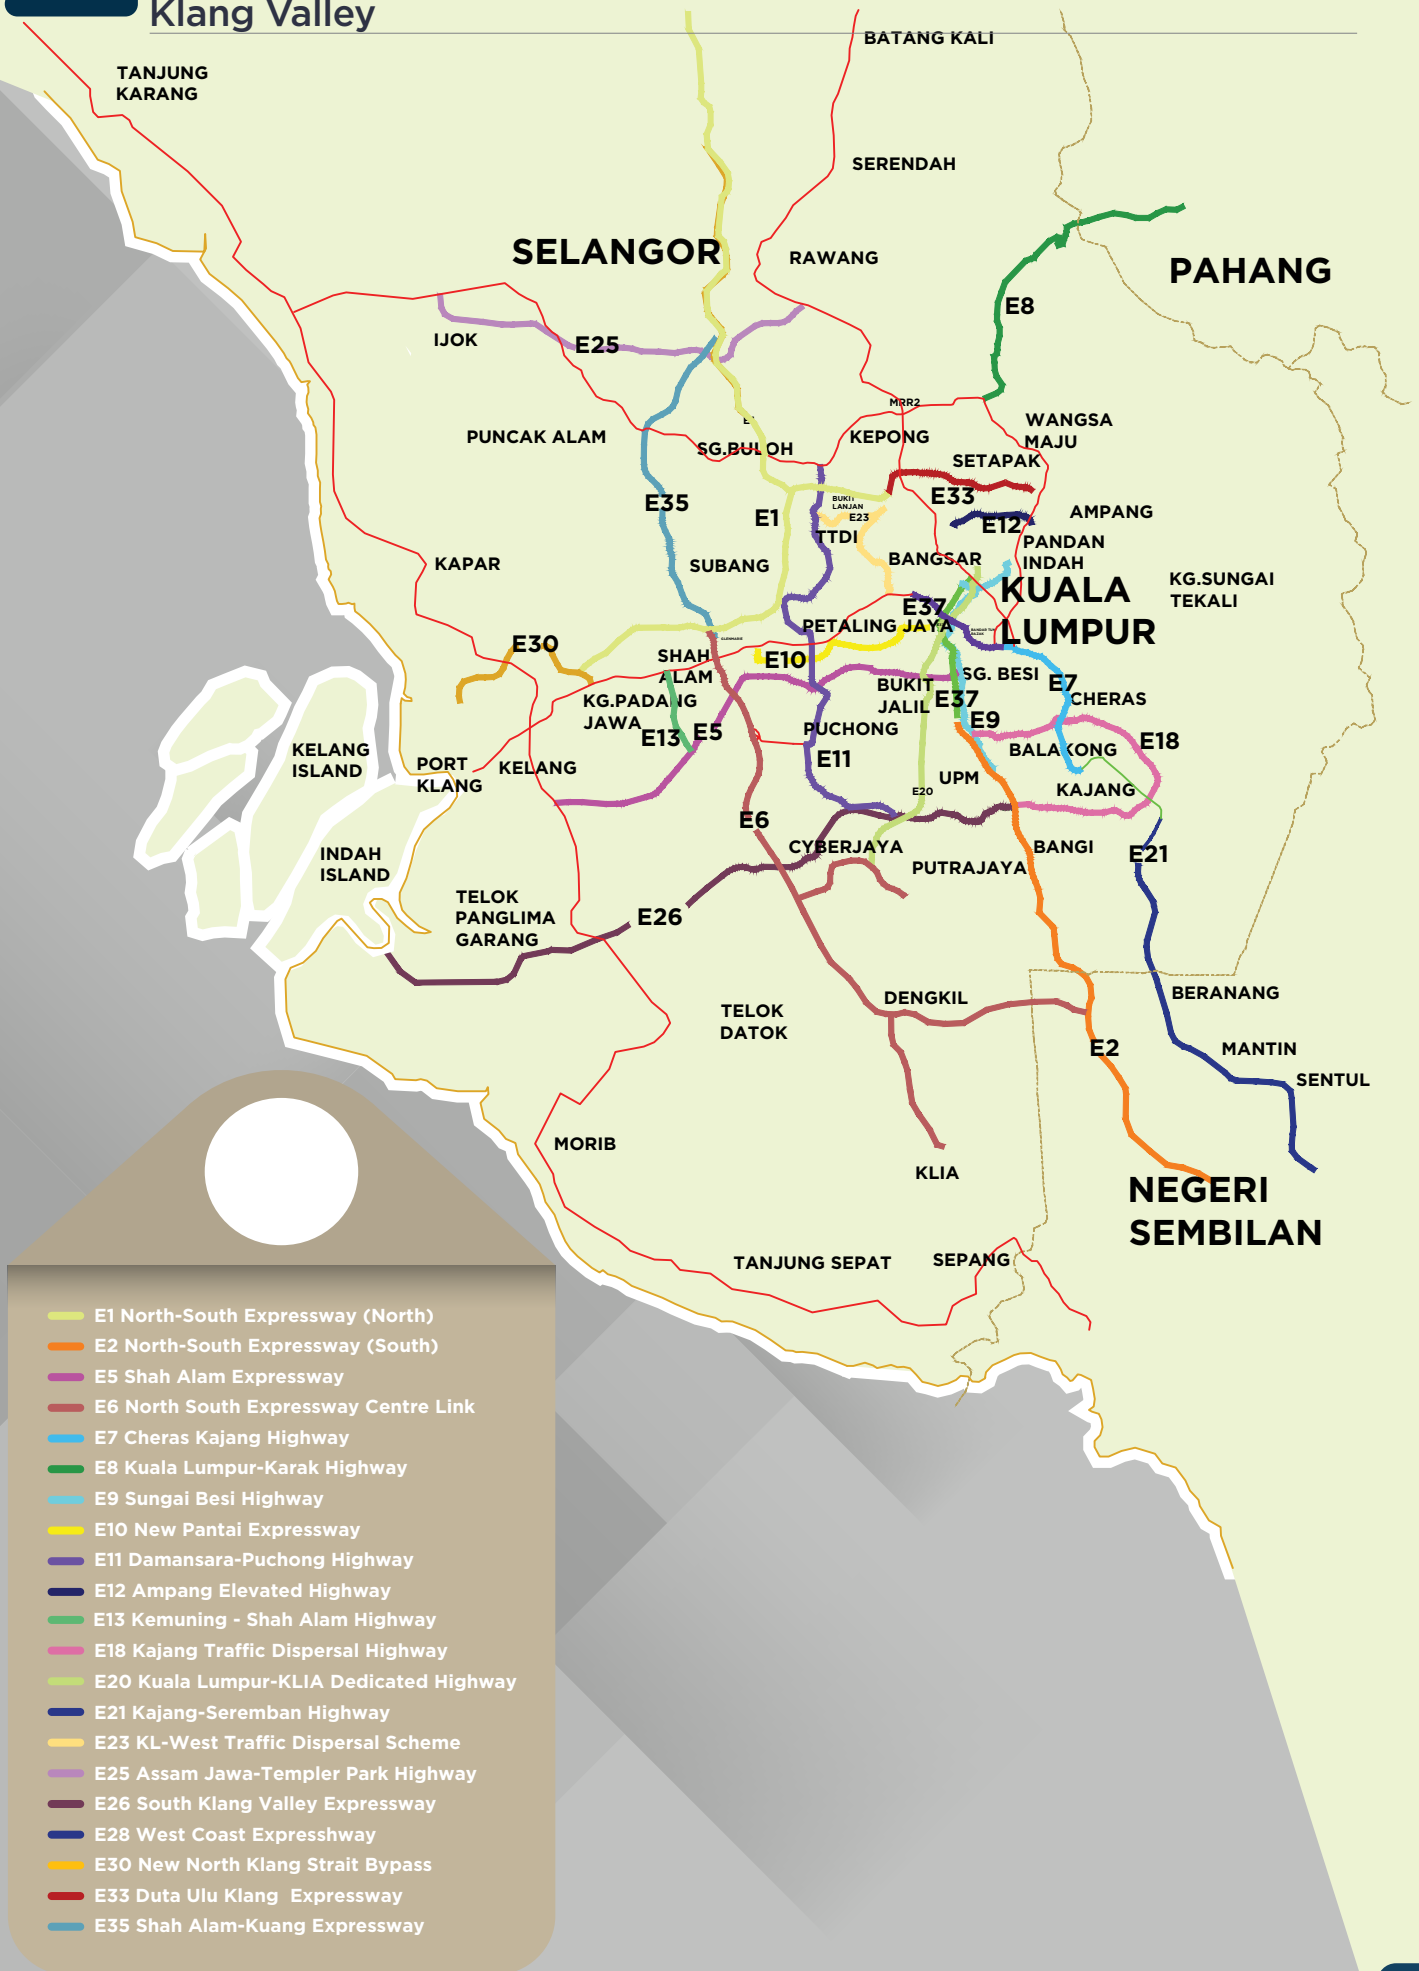 Klang Valley
BATANG KALI
TANJUNG
KARANG
SERENDAH
SELANGOR
RAWANG
PAHANG
E8
IJOK
E25
MRR2
WANGSA
MAJU
PUNCAK ALAM
KEPONG
SG.BULOH
SETAPAK
E35
E33
BUKIT
LANJAN
E1
E23
E12
AMPANG
TTDI
PANDAN
INDAH
KAPAR
SUBANG
BANGSAR
KG.SUNGAI
TEKALI
KUALA
LUMPUR
E37
PETALING JAYA
BANDAR TUN
RAZAK
GLENMARIE
E30
SHAH
ALAM
E10
SG. BESI
E7
BUKIT
JALIL
E37
CHERAS
KG.PADANG
JAWA
E13
E5
PUCHONG
E9
E18
KELANG
ISLAND
BALAKONG
PORT
KLANG
KELANG
E11
UPM
KAJANG
E20
E6
CYBERJAYA
BANGI
E21
INDAH
ISLAND
PUTRAJAYA
TELOK
PANGLIMA
GARANG
E26
BERANANG
DENGKIL
TELOK
DATOK
E2
MANTIN
SENTUL
MORIB
KLIA
NEGERI
SEMBILAN
TANJUNG SEPAT
SEPANG
E1 North-South Expressway (North)
E2 North-South Expressway (South)
E5 Shah Alam Expressway
E6 North South Expressway Centre Link
E7 Cheras Kajang Highway
E8 Kuala Lumpur-Karak Highway
E9 Sungai Besi Highway
E10 New Pantai Expressway
E11 Damansara-Puchong Highway
E12 Ampang Elevated Highway
E13 Kemuning - Shah Alam Highway
E18 Kajang Traffic Dispersal Highway
E20 Kuala Lumpur-KLIA Dedicated Highway
E21 Kajang-Seremban Highway
E23 KL-West Traffic Dispersal Scheme
E25 Assam Jawa-Templer Park Highway
E26 South Klang Valley Expressway
E28 West Coast Expresshway
E30 New North Klang Strait Bypass
E33 Duta Ulu Klang  Expressway
E35 Shah Alam-Kuang Expressway